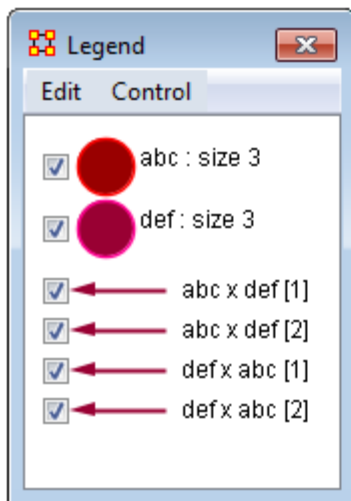 Legend
Edit Control
abc : size 3
def : size 3
abc x def [1]
abc x def [2]
def x abc [1]
def x abc [2]